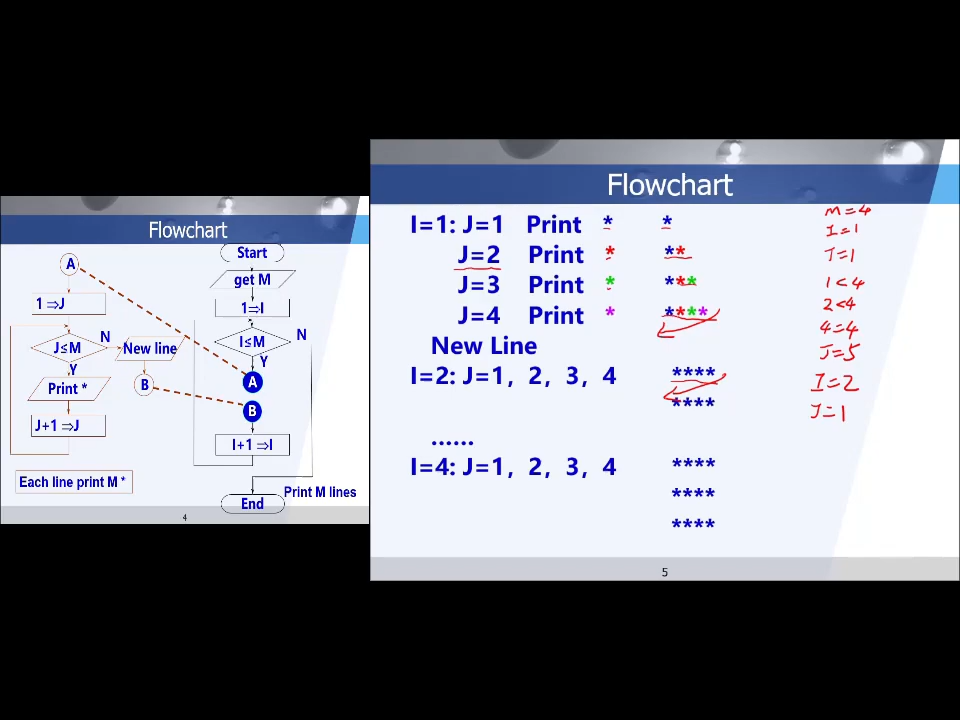 Flowchart
A
1 ⇒J
J≤M
N
New line
Y
Print *
B
J+1 ⇒J
Each line print M *
Start
get M
1⇒I
I≤M
N
Y
A
B
I+1 ⇒I
Print M lines
End
4
Flowchart
I=1: J=1 Print * *
J=2 Print * **
J=3 Print * ***
J=4 Print * ****
New Line
I=2: J=1, 2, 3, 4 ****
****
......
I=4: J=1, 2, 3, 4 ****
****
****
M=4
I=1
J=1
1<4
2<4
4=4
J=5
I=2
J=1
5